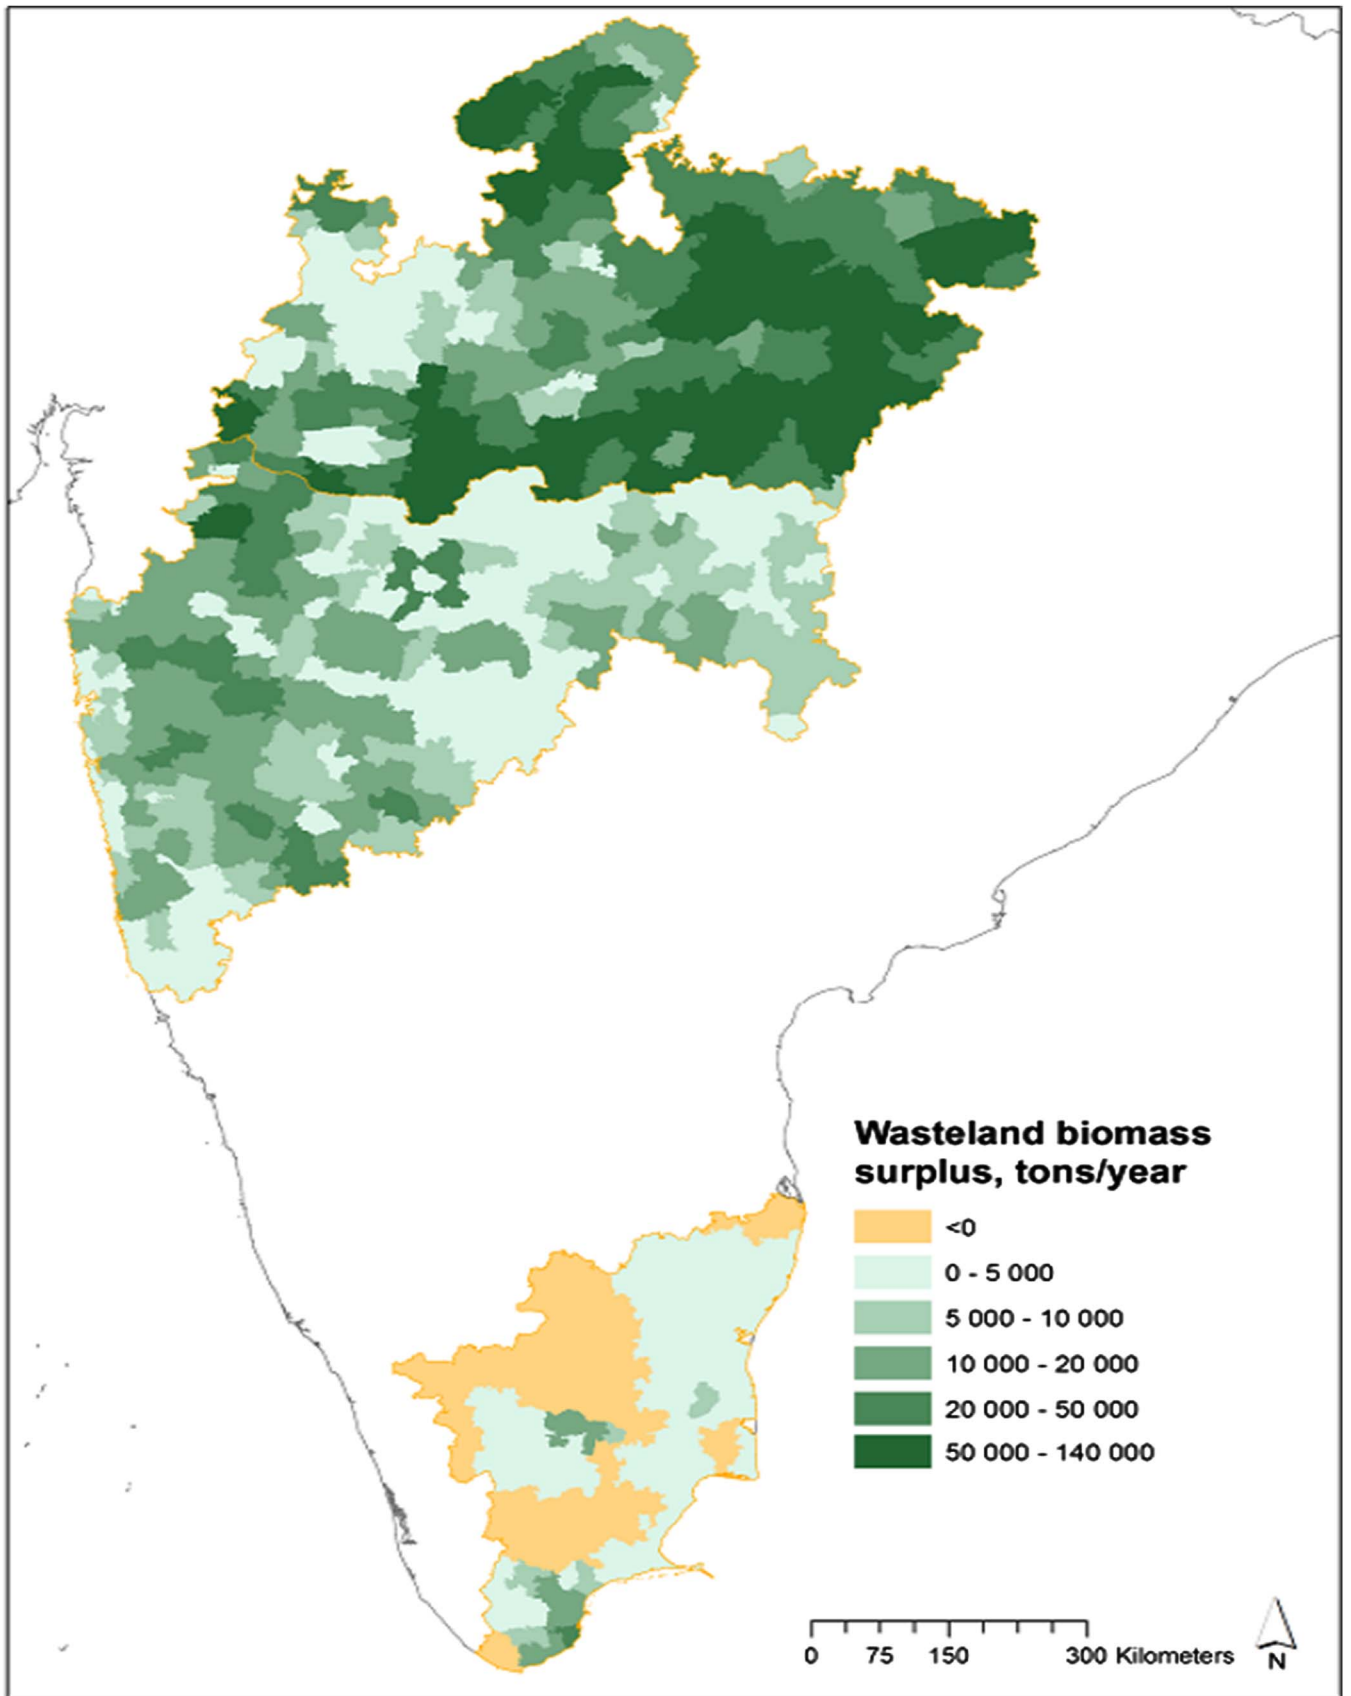 Wasteland biomass
surplus, tons/year
<0
0 - 5 000
5 000 - 10 000
10 000 - 20 000
20 000 - 50 000
50 000 - 140 000
0 75 150 300 Kilometers
N